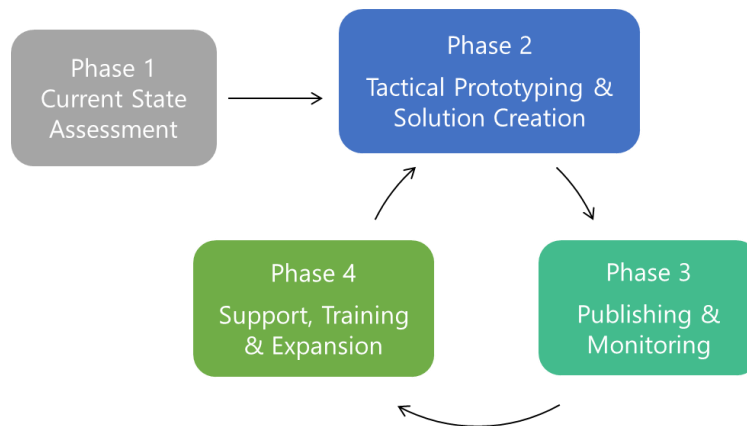 Phase 1
Current State
Assessment
Phase 2
Tactical Prototyping &
Solution Creation
Phase 3
Publishing &
Monitoring
Phase 4
Support, Training
& Expansion